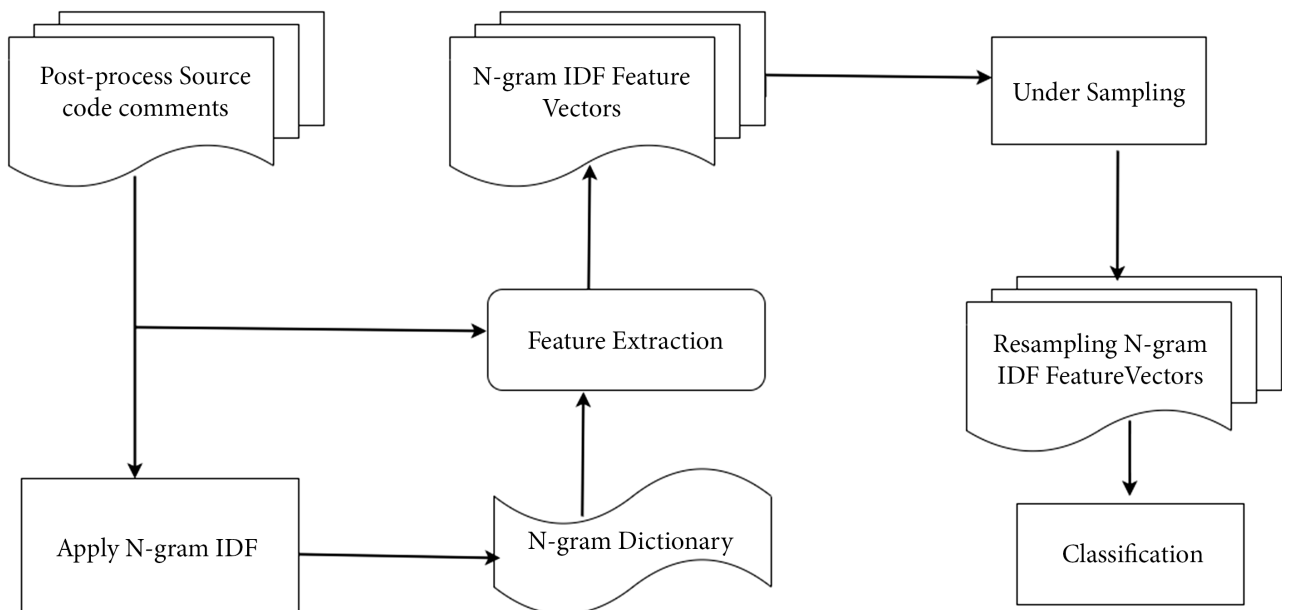 Post-process Source
code comments
N-gram IDF Feature
Vectors
Under Sampling
Feature Extraction
Resampling N-gram
IDF FeatureVectors
Apply N-gram IDF
N-gram Dictionary
Classification